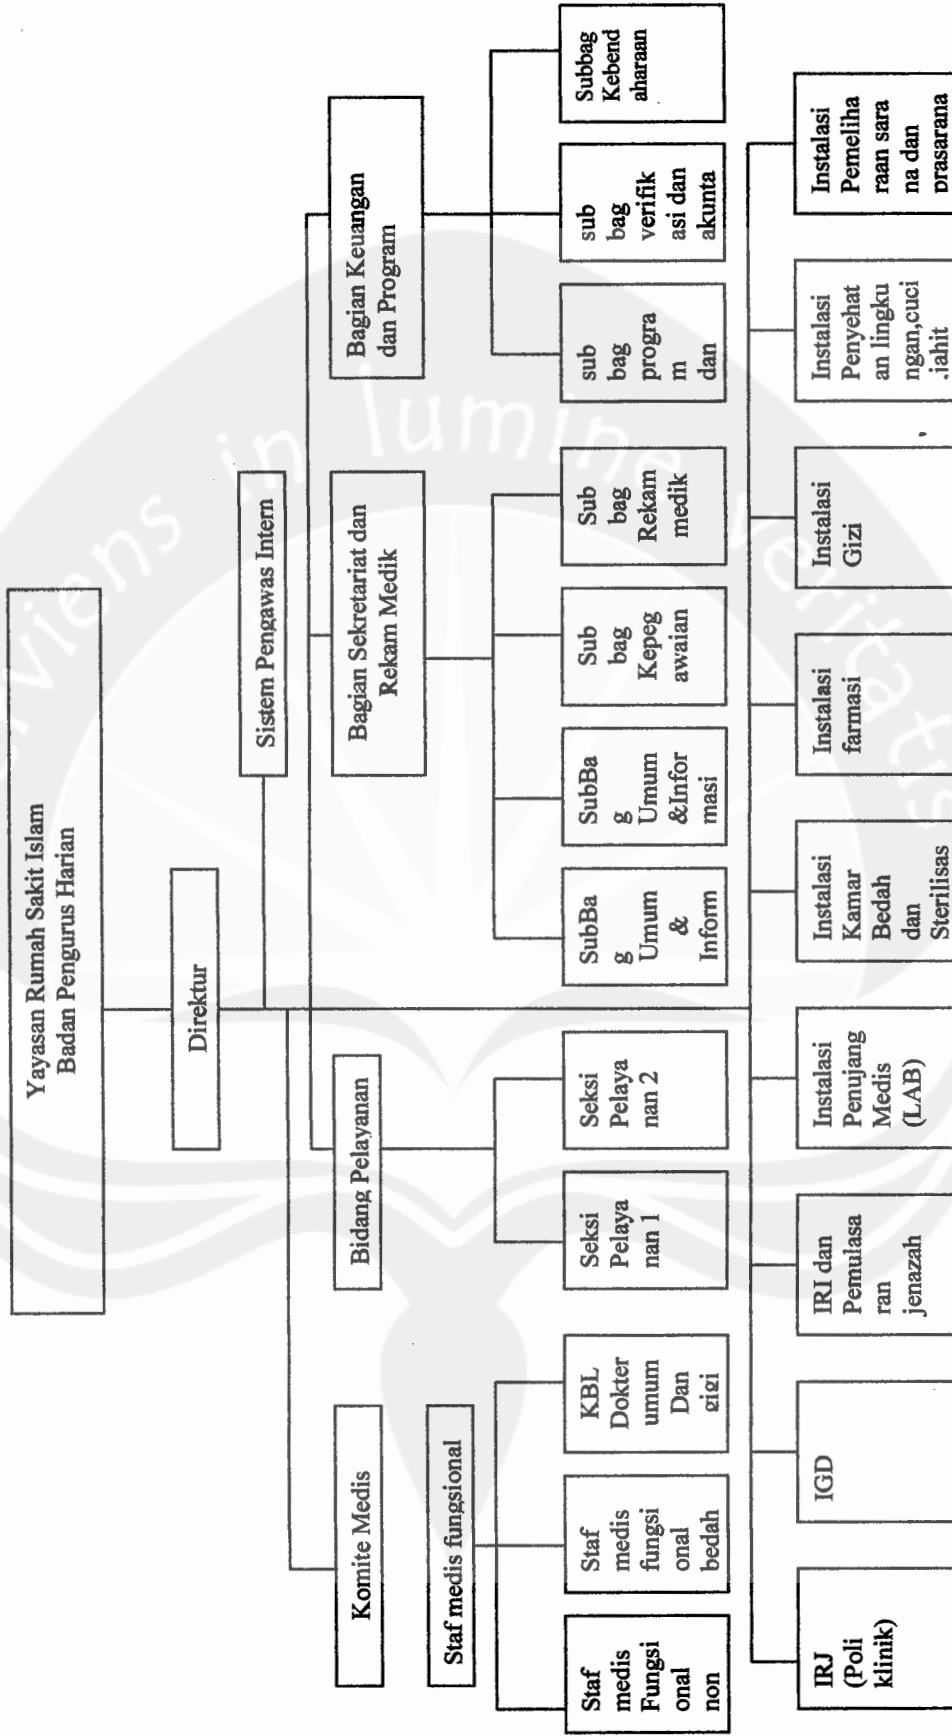 Yayasan Rumah Sakit Islam
Badan Pengurus Harian
Direktur
Sistem Pengawas Intern
Komite Medis
Bidang Pelayanan
Bagian Sekretariat dan
Rekam Medik
Bagian Keuangan
dan Program
Staf medis fungsional
Staf
medis
Fungsi
onal
non
Staf
medis
fungsi
onal
bedah
KBL
Dokter
umum
Dan
gigi
Seksi
Pelaya
nan 1
Seksi
Pelaya
nan 2
SubBa
g
Umum
&
Inform
SubBa
g
Umum
&Infor
masi
Sub
bag
Kepeg
awaian
Sub
bag
Rekam
medik
sub
bag
progra
m
dan
sub
bag
verifik
asi dan
akunta
Subbag
Kebend
aharaan
IRJ
(Poli
klinik)
IGD
IRI dan
Pemulasa
ran
jenazah
Instalasi
Penujang
Medis
(LAB)
Instalasi
Kamar
Bedah
dan
Sterilisas
Instalasi
farmasi
Instalasi
Gizi
Instalasi
Penyehat
an lingku
ngan,cuci
,jahit
Instalasi
Pemeliha
raan sara
na dan
prasarana
viens in lumine veritatis